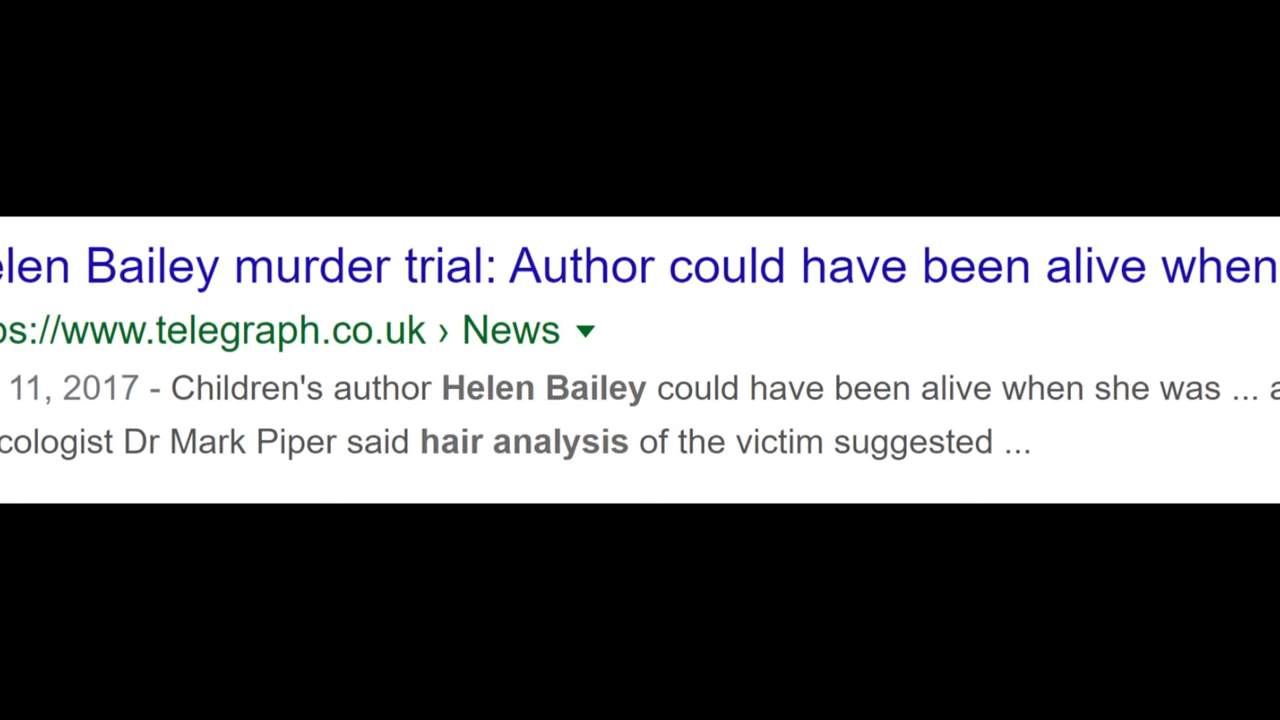 elen Bailey murder trial: Author could have been alive when
ps://www.telegraph.co.uk › News ▼
11, 2017 - Children's author Helen Bailey could have been alive when she was ... a
cologist Dr Mark Piper said hair analysis of the victim suggested ...